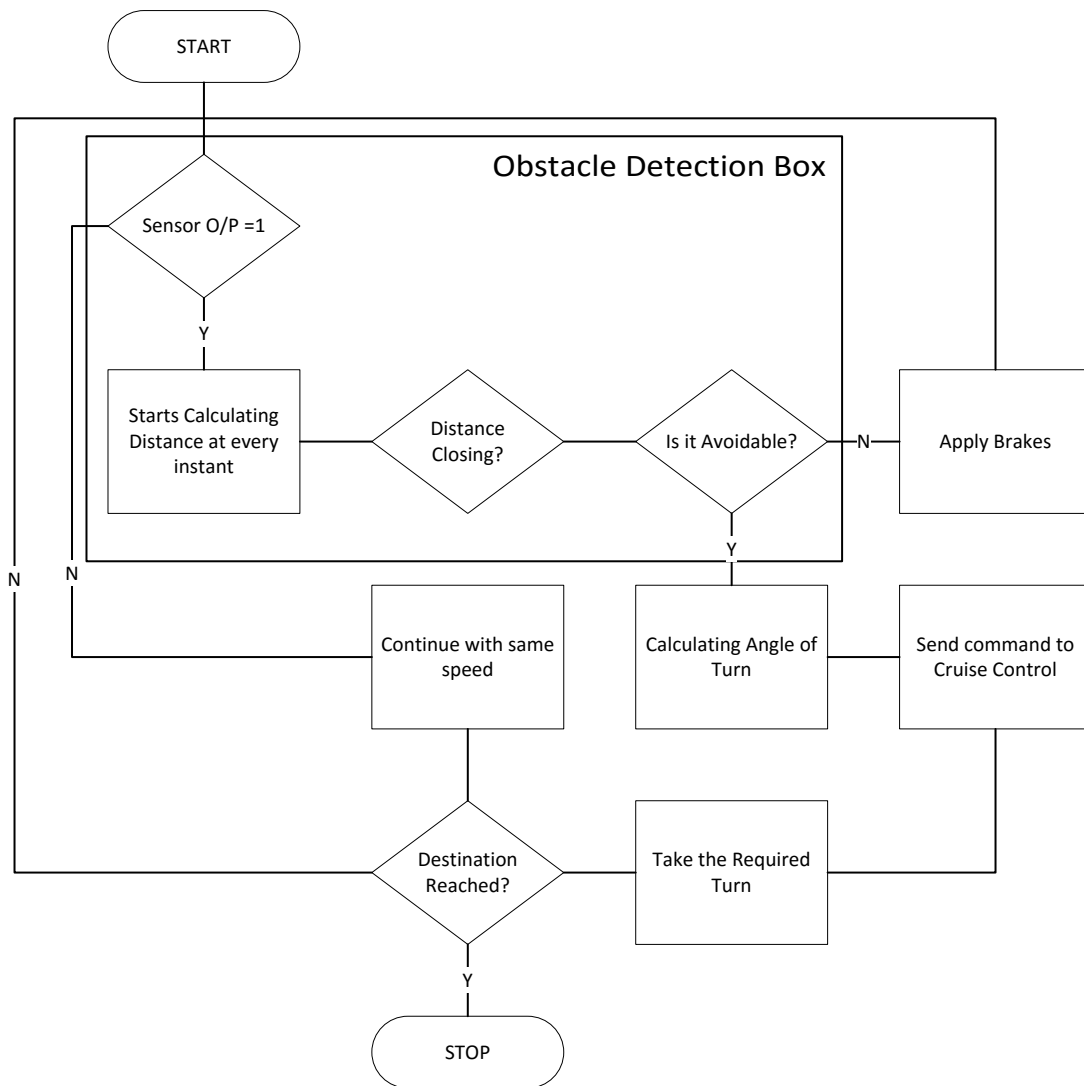 START
Obstacle Detection Box
Sensor O/P =1
Y
Starts Calculating
Distance at every
instant
Distance
Closing?
Is it Avoidable?
N
Apply Brakes
Y
N
N
Continue with same
speed
Calculating Angle of
Turn
Send command to
Cruise Control
Destination
Reached?
Take the Required
Turn
Y
STOP